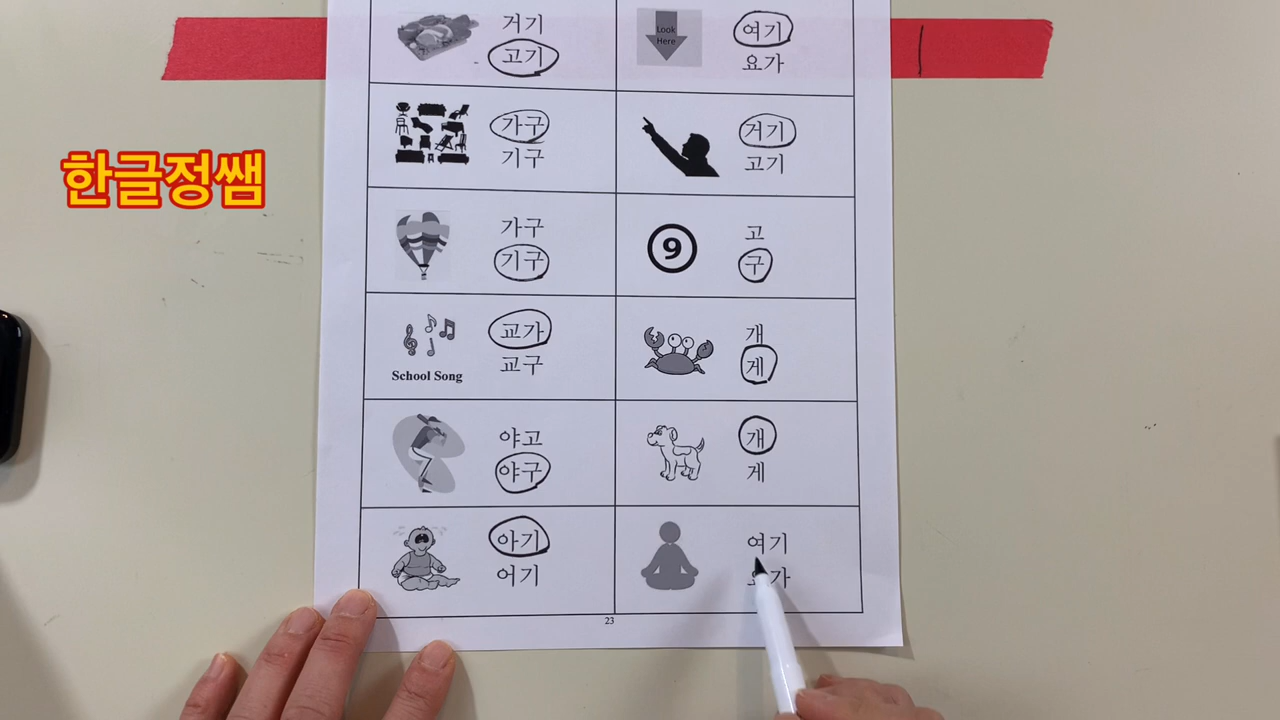 거기
고기
Look
Here
여기
요가
한글정쌤
가구
기구
거기
고기
가구
기구
9
고
구
School Song
교가
교구
개
게
야고
야구
개
게
아기
어기
여기
요가
23